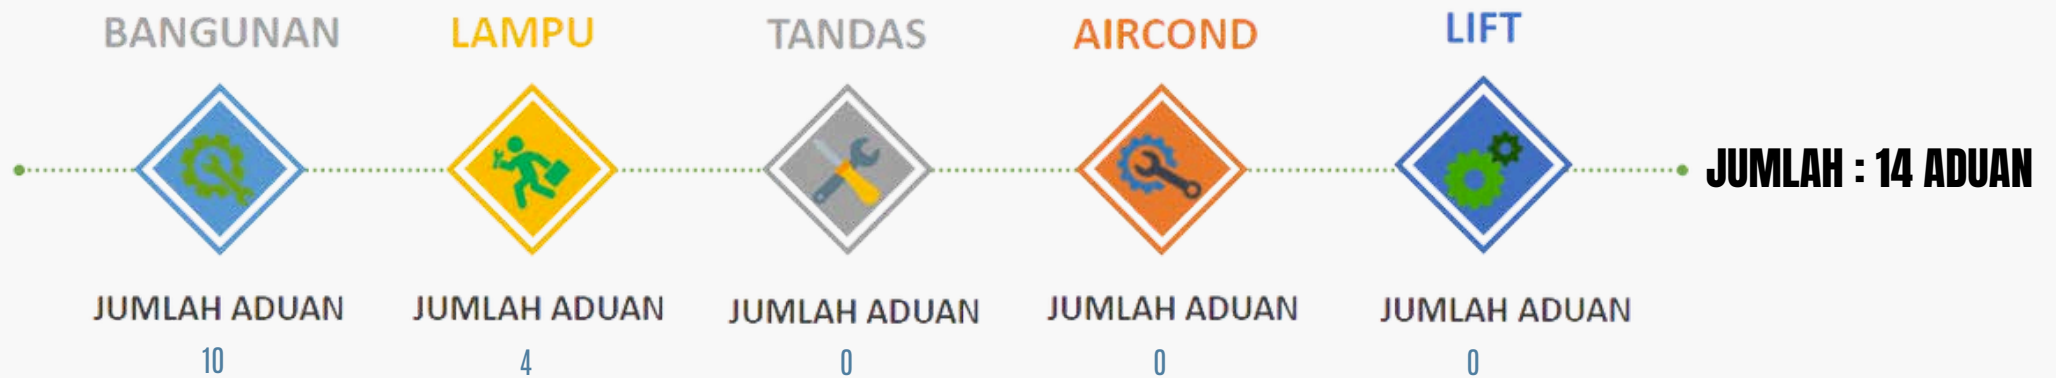 BANGUNAN
LAMPU
TANDAS
AIRCOND
LIFT
JUMLAH : 14 ADUAN
JUMLAH ADUAN
JUMLAH ADUAN
JUMLAH ADUAN
JUMLAH ADUAN
JUMLAH ADUAN
10
4
0
0
0